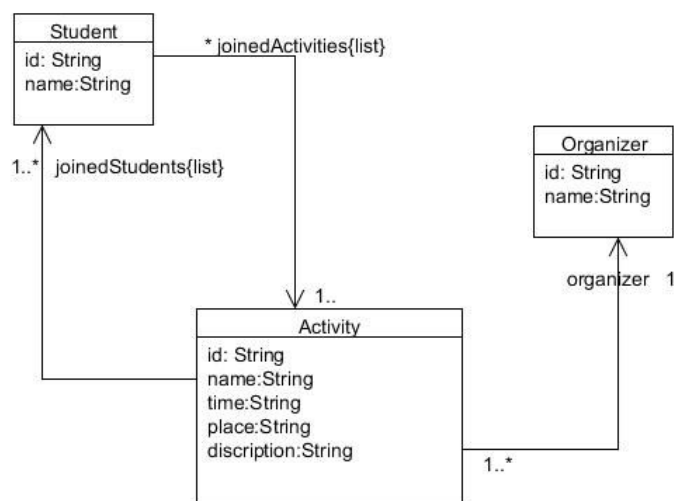 Student
id: String
name:String
* joinedActivities{list}
1..* joinedStudents{list}
Organizer
id: String
name:String
organizer 1
1..
Activity
id: String
name:String
time:String
place:String
discription:String
1..*